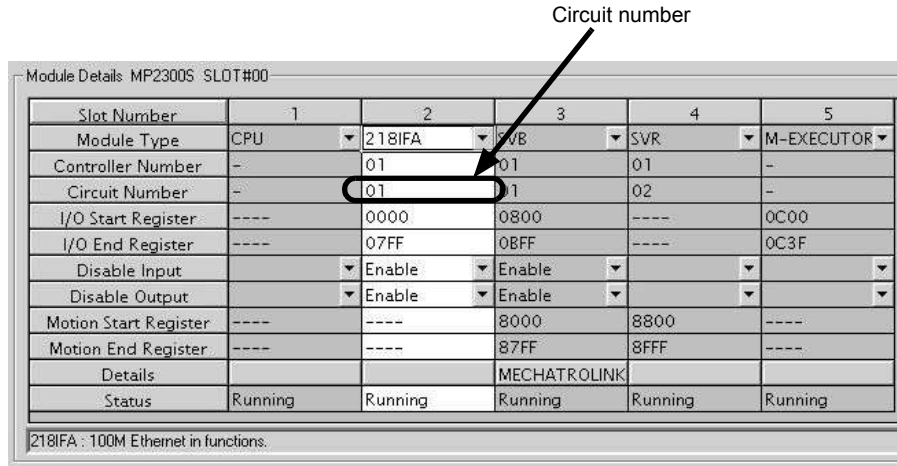 Circuit number
Module Details MP2300S SLOT#00
Slot Number 1 2 3 4 5
Module Type CPU 218IFA SVB SVR M-EXECUTOR
Controller Number - 01 01 01 -
Circuit Number - 01 01 02 -
I/O Start Register ---- 0000 0800 ---- 0C00
I/O End Register ---- 07FF 0BFF ---- 0C3F
Disable Input Enable Enable
Disable Output Enable Enable
Motion Start Register ---- ---- 8000 8800 ----
Motion End Register ---- ---- 87FF 8FFF ----
Details MECHATROLINK
Status Running Running Running Running Running
218IFA : 100M Ethernet in functions.